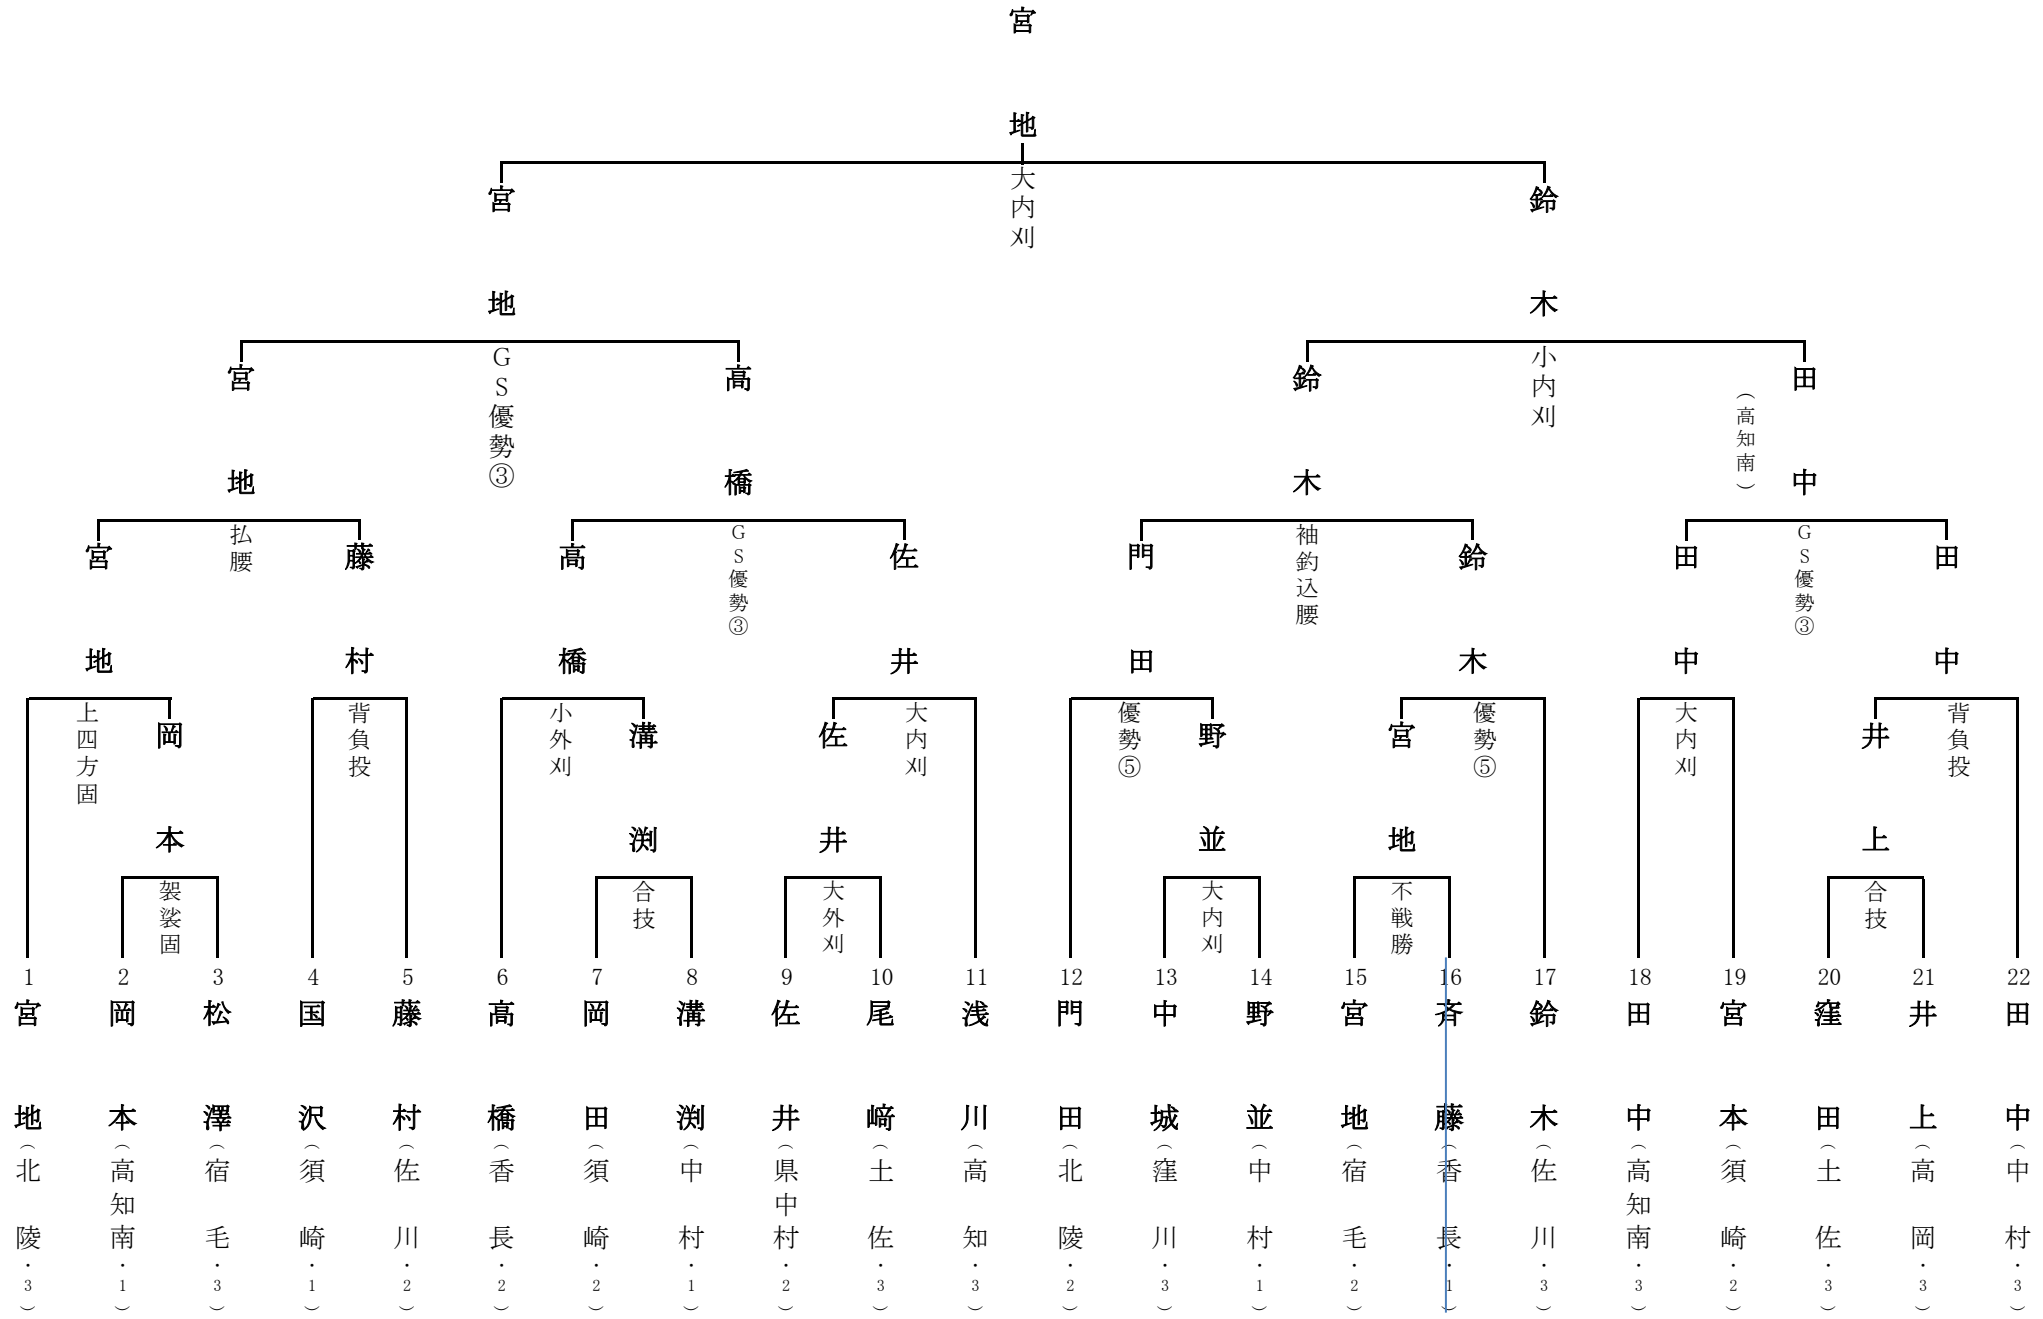 宮地
大内刈
宮地
鈴木
GS優勢③
小内刈
宮地
高橋
鈴木
田中
（高知南）
払腰
GS優勢③
袖釣込腰
GS優勢③
宮地
藤村
高橋
佐井
門田
鈴木
田中
田中
上四方固
背負投
小外刈
大内刈
優勢⑤
優勢⑤
大内刈
背負投
岡本
溝渕
佐井
野並
宮地
井上
袈裟固
合技
大外刈
大内刈
不戦勝
合技
1 宮地（北陵・3）
2 岡本（高知南・1）
3 松澤（宿毛・3）
4 国沢（須崎・1）
5 藤村（佐川・2）
6 高橋（香長・2）
7 岡田（須崎・2）
8 溝渕（中村・1）
9 佐井（県中村・2）
10 尾﨑（土佐・3）
11 浅川（高知・3）
12 門田（北陵・2）
13 中城（窪川・3）
14 野並（中村・1）
15 宮地（宿毛・2）
16 斉藤（香長・1）
17 鈴木（佐川・3）
18 田中（高知南・3）
19 宮本（須崎・2）
20 窪田（土佐・3）
21 井上（高岡・3）
22 田中（中村・3）